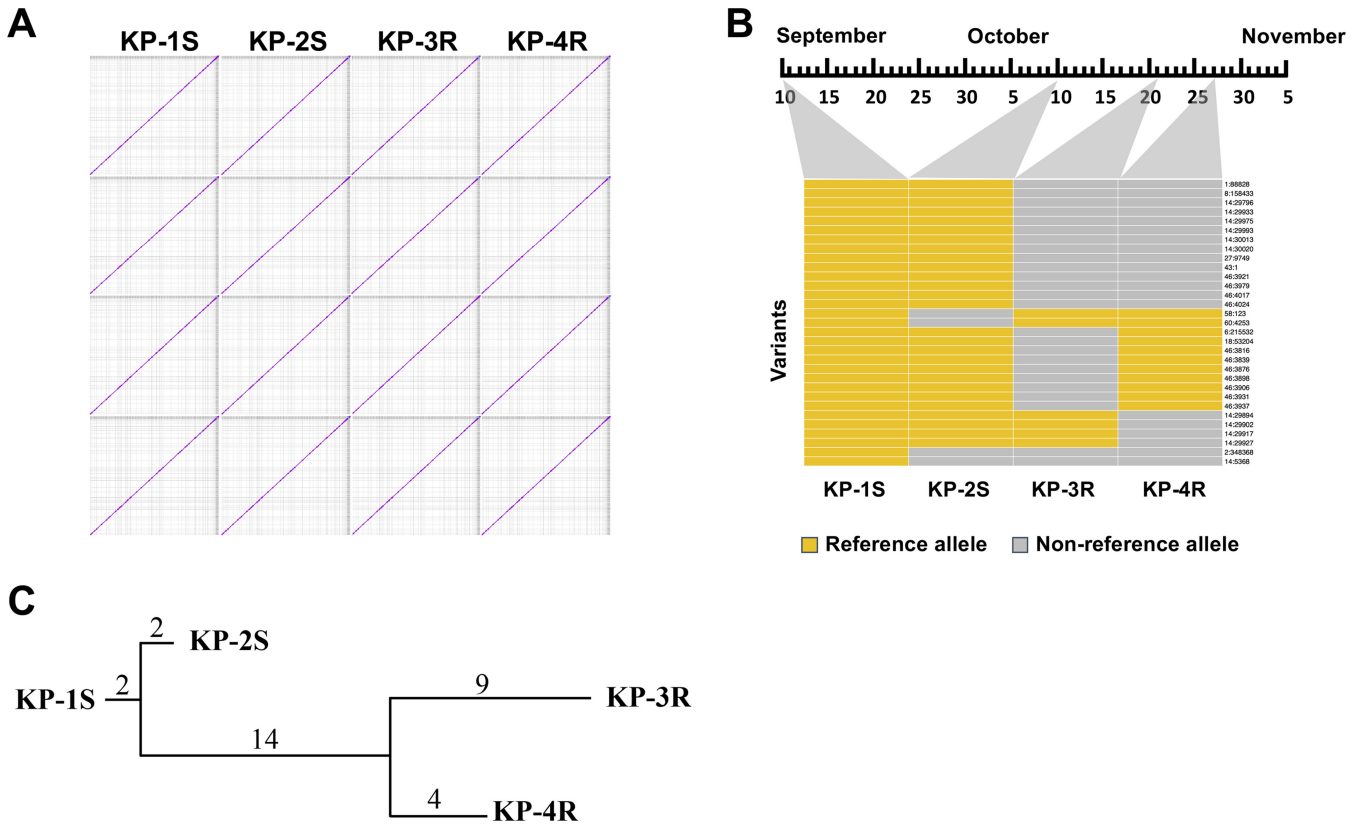 A
KP-1S KP-2S KP-3R KP-4R
B
September October November
10 15 20 25 30 5 10 15 20 25 30 5
Variants
1:88828
8:158433
14:29796
14:29933
14:29975
14:29993
14:30013
14:30020
27:9749
43:1
46:3921
46:3979
46:4017
46:4024
58:123
60:4253
6:215532
18:53204
46:3816
46:3839
46:3876
46:3898
46:3906
46:3931
46:3937
14:29894
14:29902
14:29917
14:29927
2:348368
14:5368
KP-1S KP-2S KP-3R KP-4R
Reference allele Non-reference allele
C
2 KP-2S
KP-1S 2
9 KP-3R
14
4 KP-4R